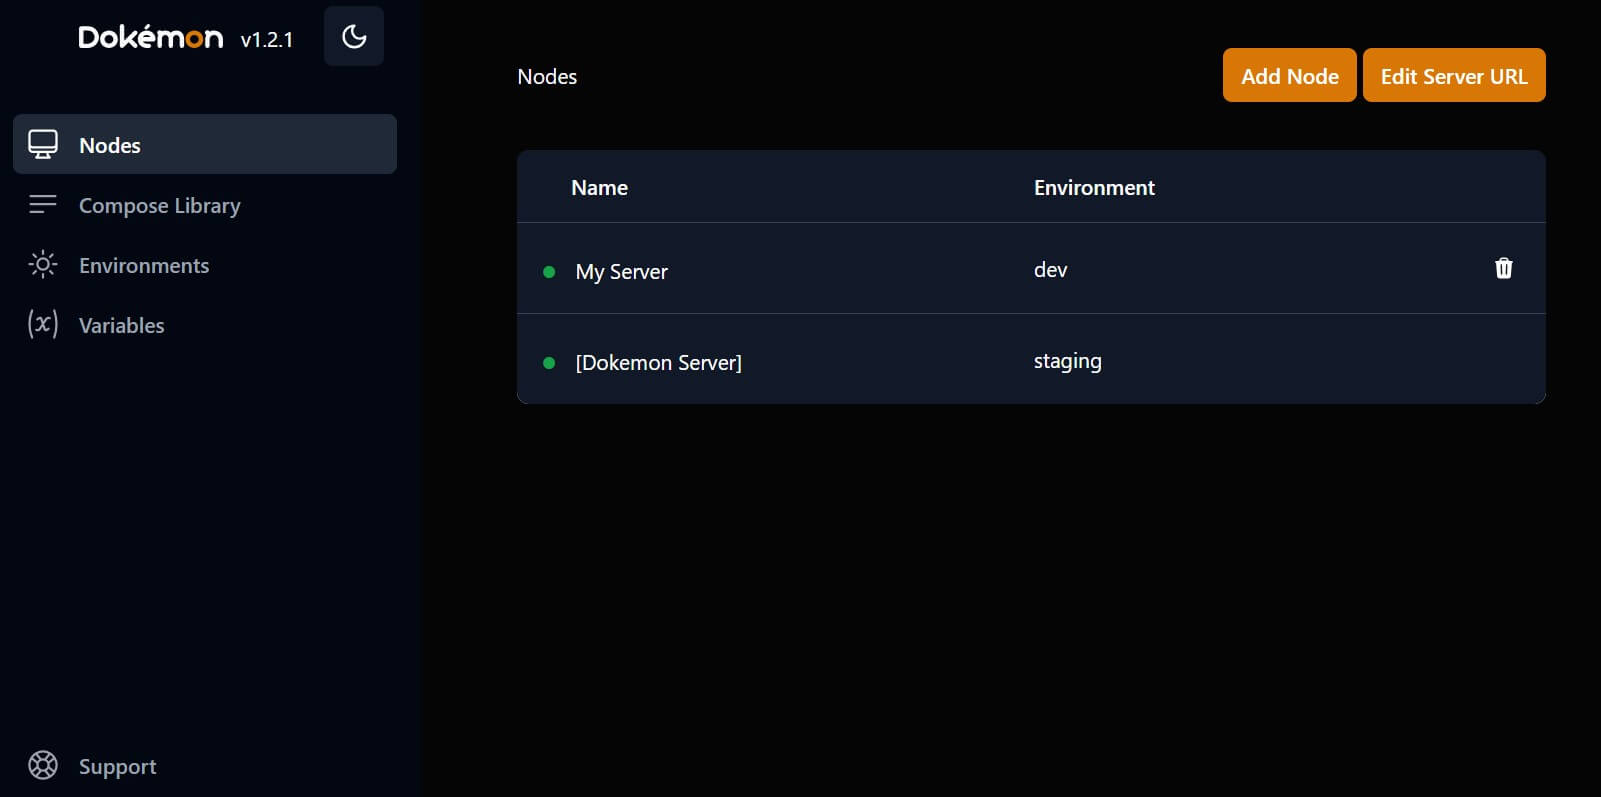 Dokémon v1.2.1
Nodes
Compose Library
Environments
(x) Variables
Support
Nodes
Add Node
Edit Server URL
Name Environment
My Server dev
[Dokemon Server] staging